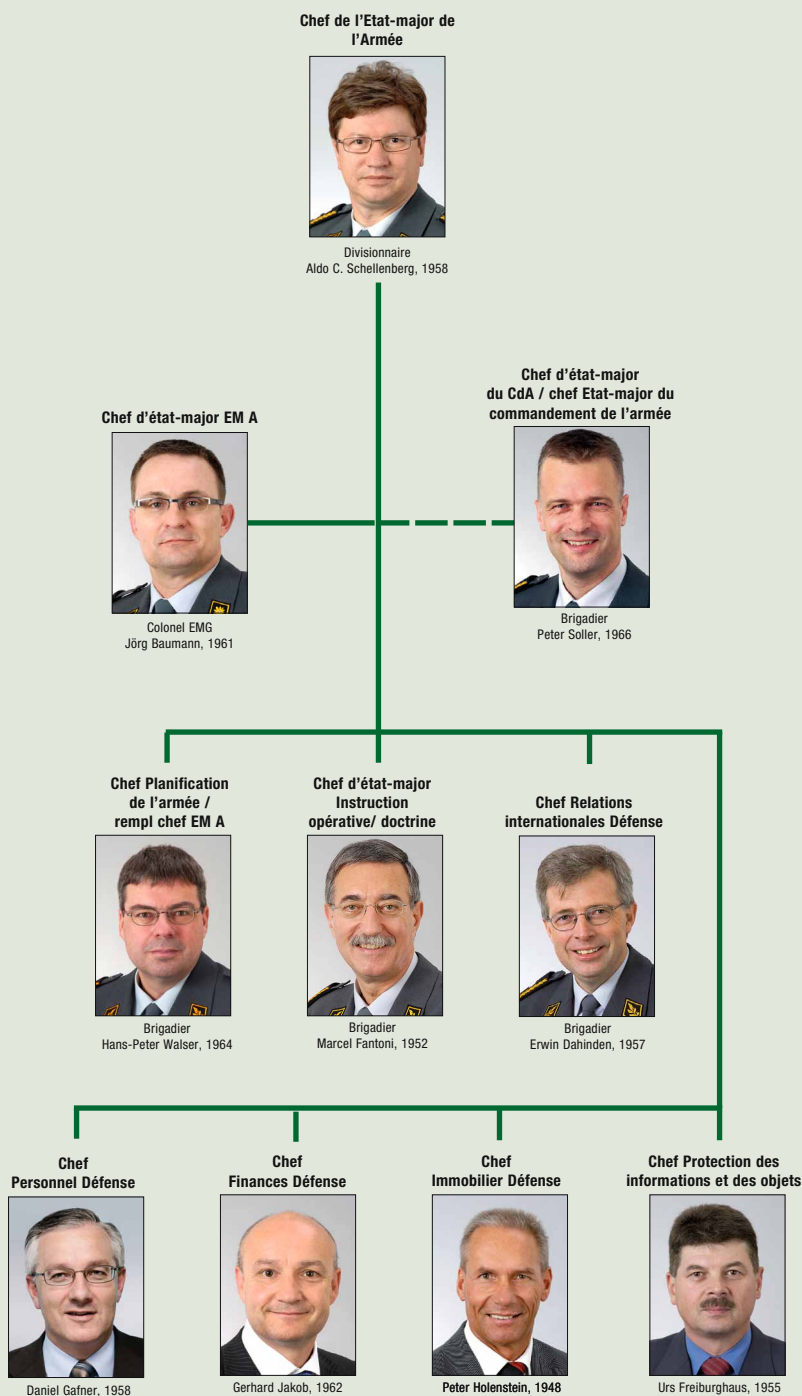 Chef de l'Etat-major de
l'Armée
Divisionnaire
Aldo C. Schellenberg, 1958
Chef d'état-major EM A
Colonel EMG
Jörg Baumann, 1961
Chef d'état-major
du CdA / chef Etat-major du
commandement de l'armée
Brigadier
Peter Soller, 1966
Chef Planification
de l'armée /
rempl chef EM A
Brigadier
Hans-Peter Walser, 1964
Chef d'état-major
Instruction
opérative/ doctrine
Brigadier
Marcel Fantoni, 1952
Chef Relations
internationales Défense
Brigadier
Erwin Dahinden, 1957
Chef
Personnel Défense
Daniel Gafner, 1958
Chef
Finances Défense
Gerhard Jakob, 1962
Chef
Immobilier Défense
Peter Holenstein, 1948
Chef Protection des
informations et des objets
Urs Freiburghaus, 1955